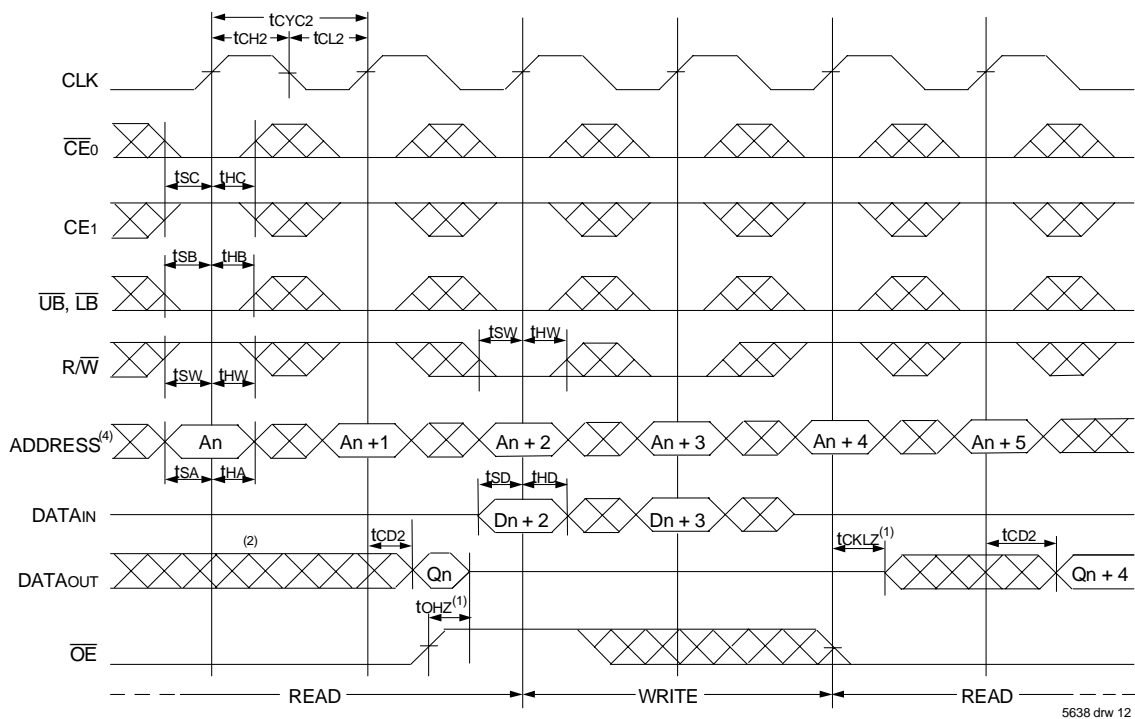 tCYC2
tCH2 tCL2
CLK
CE0
tSC tHC
CE1
tSB tHB
UB, LB
tSW tHW
R/W
tSW tHW
ADDRESS(4) An An +1 An + 2 An + 3 An + 4 An + 5
tSA tHA
tSD tHD
DATAIN Dn + 2 Dn + 3
tCD2 tCKLZ(1) tCD2
(2)
DATAOUT Qn Qn + 4
tOHZ(1)
OE
READ WRITE READ
5638 drw 12